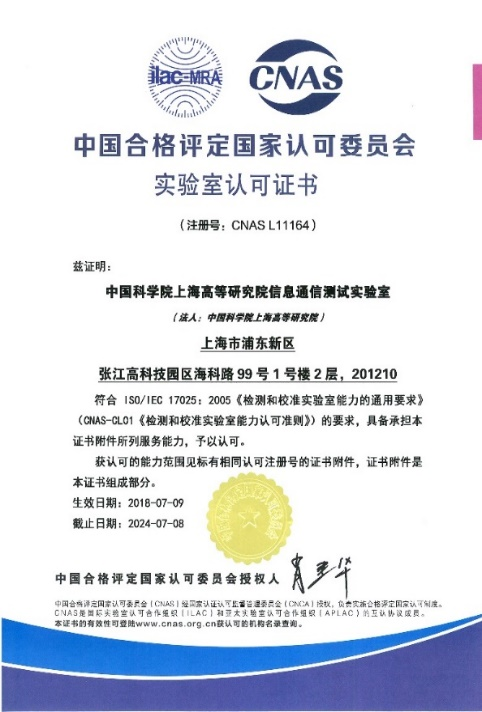 ilac-MRA
CNAS
中国合格评定国家认可委员会
实验室认可证书
（注册号：CNAS L11164）
兹证明：
中国科学院上海高等研究院信息通信测试实验室
（法人：中国科学院上海高等研究院）
上海市浦东新区
张江高科技园区海科路 99 号 1 号楼 2 层，201210
符合 ISO/IEC 17025：2005《检测和校准实验室能力的通用要求》
（CNAS-CL01《检测和校准实验室能力认可准则》）的要求，具备承担本
证书附件所列服务能力，予以认可。
获认可的能力范围见标有相同认可注册号的证书附件，证书附件是
本证书组成部分。
生效日期：2018-07-09
截止日期：2024-07-08
中国合格评定国家认可委员会授权人
中国合格评定国家认可委员会（CNAS）经国家认证认可监督管理委员会（CNCA）授权，负责实施合格评定国家认可制度。
CNAS是国际实验室认可合作组织（ILAC）和亚太实验室认可合作组织（APLAC）的互认协议成员。
本证书的有效性可登陆www.cnas.org.cn获认可的机构名录查询。